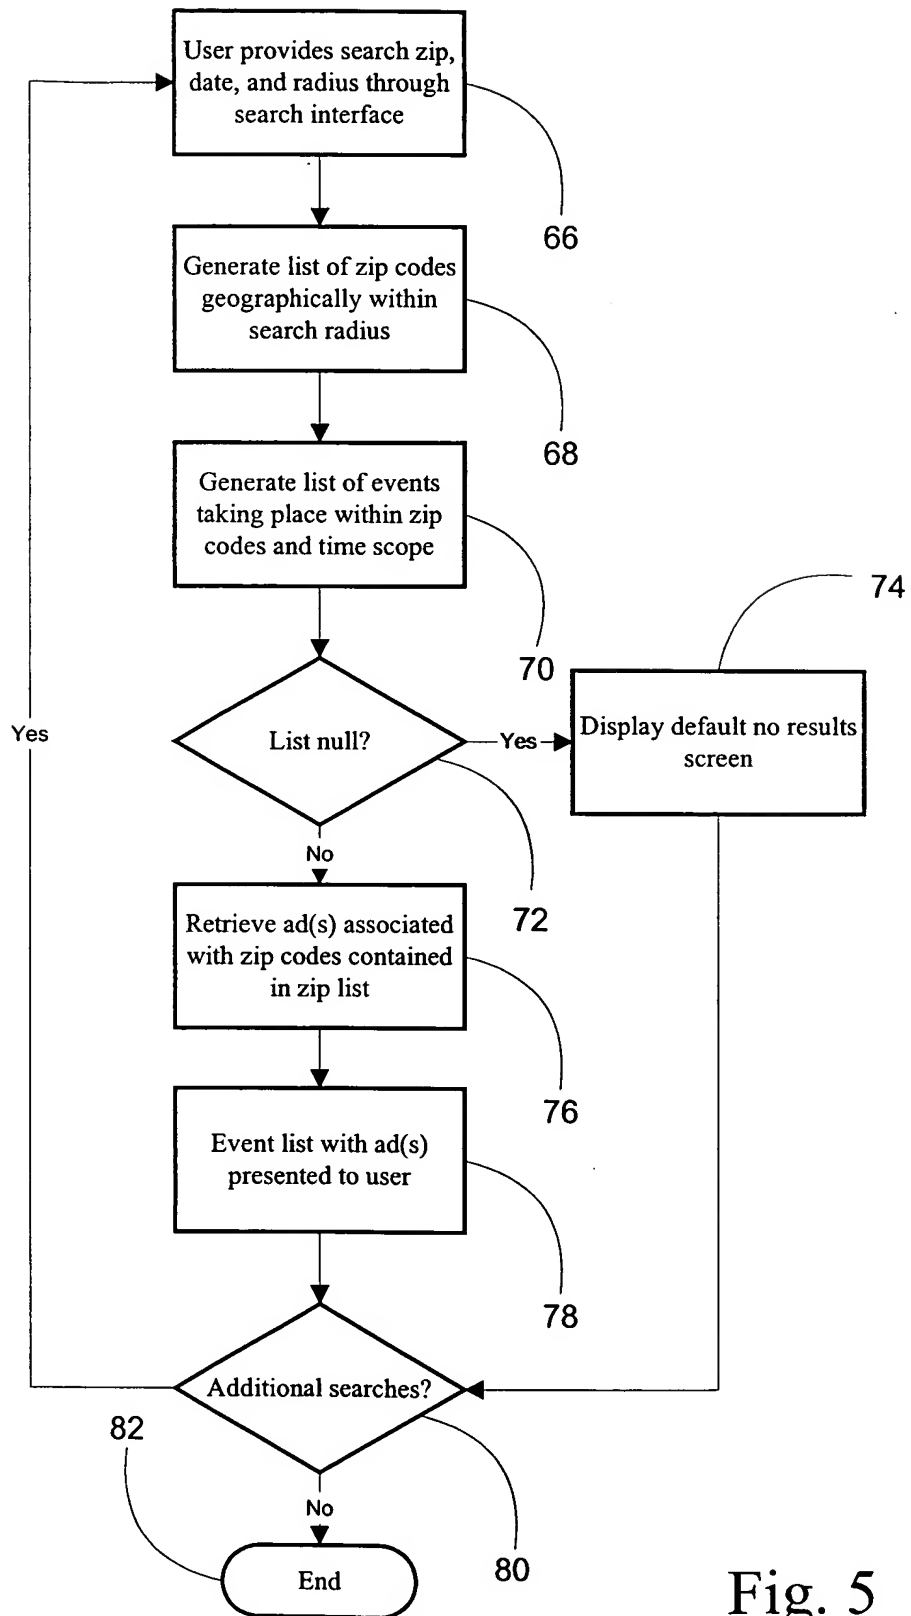 User provides search zip,
date, and radius through
search interface
66
Generate list of zip codes
geographically within
search radius
68
Generate list of events
taking place within zip
codes and time scope
70
74
Yes
List null?
Yes
Display default no results
screen
No
72
Retrieve ad(s) associated
with zip codes contained
in zip list
76
Event list with ad(s)
presented to user
78
Additional searches?
82
No
80
End
Fig. 5